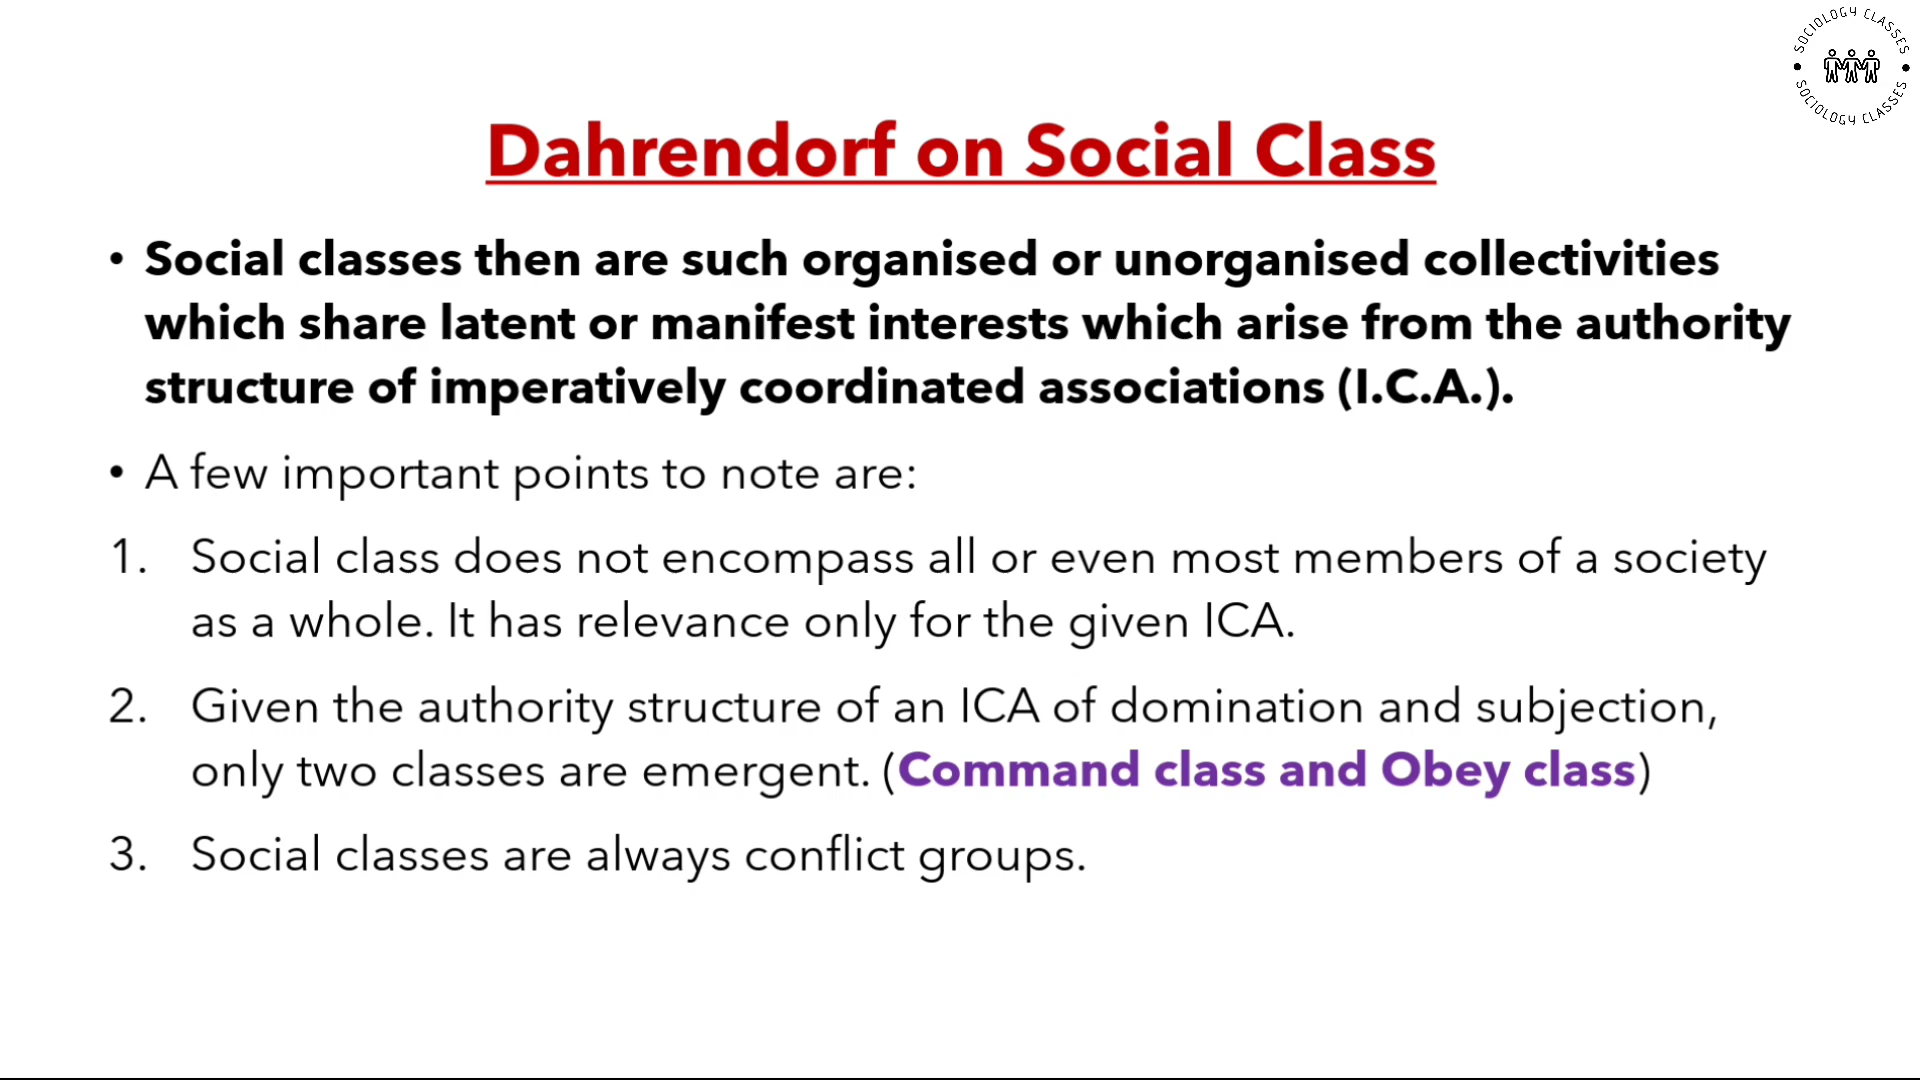 SOCIOLOGY CLASSES
SOCIOLOGY CLASSES
Dahrendorf on Social Class
• Social classes then are such organised or unorganised collectivities
which share latent or manifest interests which arise from the authority
structure of imperatively coordinated associations (I.C.A.).
• A few important points to note are:
1. Social class does not encompass all or even most members of a society
as a whole. It has relevance only for the given ICA.
2. Given the authority structure of an ICA of domination and subjection,
only two classes are emergent. (Command class and Obey class)
3. Social classes are always conflict groups.